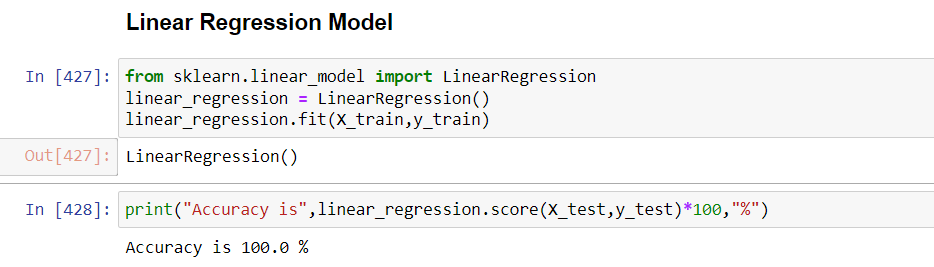 Linear Regression Model
In [427]: from sklearn.linear_model import LinearRegression
linear_regression = LinearRegression()
linear_regression.fit(X_train,y_train)
Out[427]: LinearRegression()
In [428]: print("Accuracy is",linear_regression.score(X_test,y_test)*100,"%")
Accuracy is 100.0 %